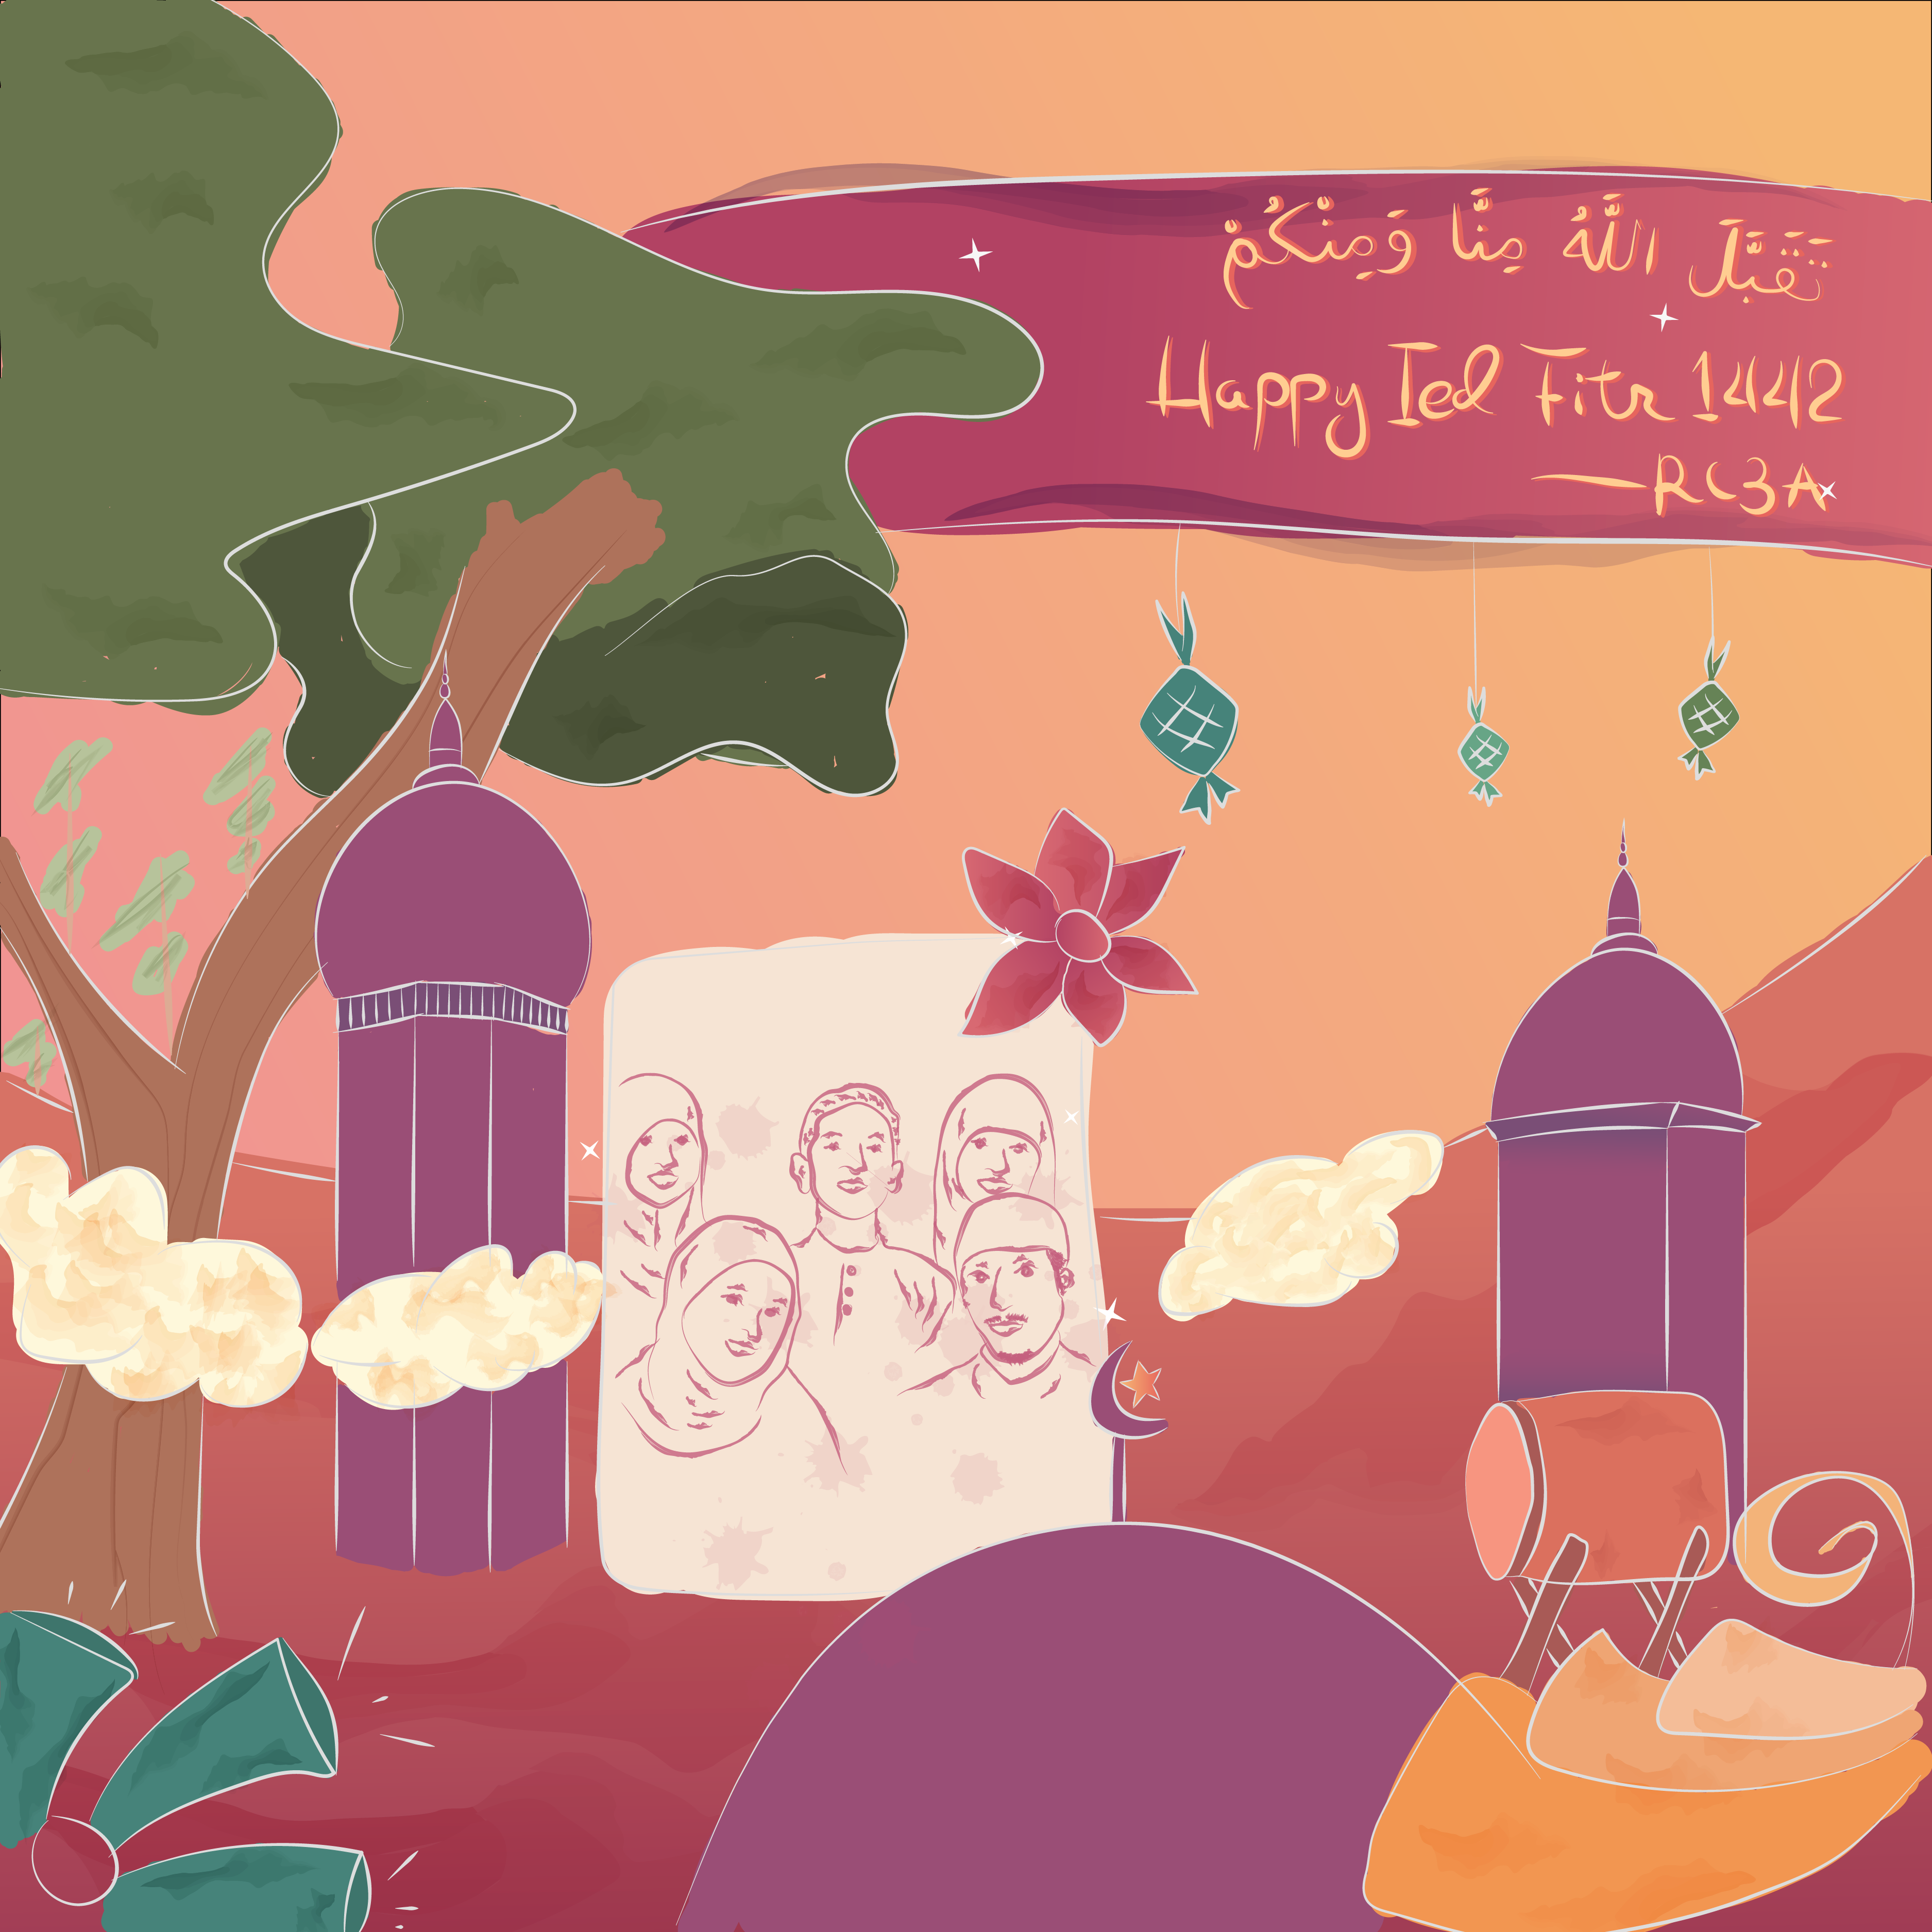 تَقَبَّلَ اللَّهُ مِنَّا وَمِنْكُمْ
Happy Ied Fitr 1442
—RC3A